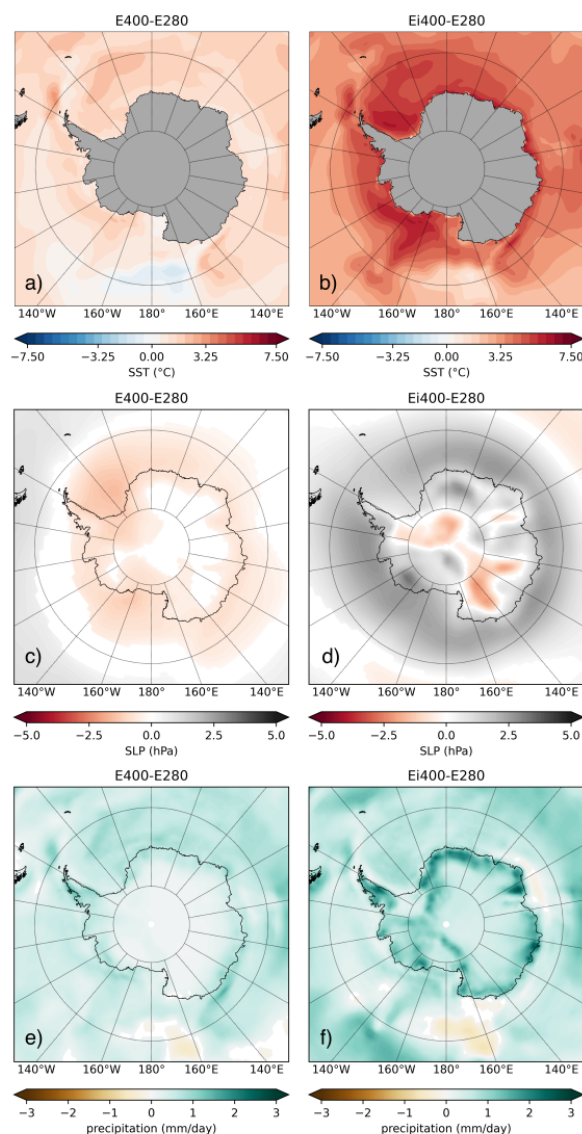 E400-E280 Ei400-E280
a) b)
140°W 160°W 180° 160°E 140°E 140°W 160°W 180° 160°E 140°E
−7.50 −3.25 0.00 3.25 7.50 −7.50 −3.25 0.00 3.25 7.50
SST (°C) SST (°C)
E400-E280 Ei400-E280
c) d)
140°W 160°W 180° 160°E 140°E 140°W 160°W 180° 160°E 140°E
−5.0 −2.5 0.0 2.5 5.0 −5.0 −2.5 0.0 2.5 5.0
SLP (hPa) SLP (hPa)
E400-E280 Ei400-E280
e) f)
140°W 160°W 180° 160°E 140°E 140°W 160°W 180° 160°E 140°E
−3 −2 −1 0 1 2 3 −3 −2 −1 0 1 2 3
precipitation (mm/day) precipitation (mm/day)